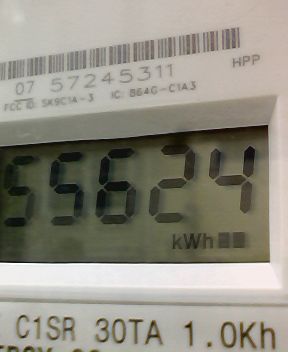 07 57245311 HPP
FCC ID: SK9C1A-3 IC: 864G-C1A3
55624
kWh
C1SR 30TA 1.0Kh